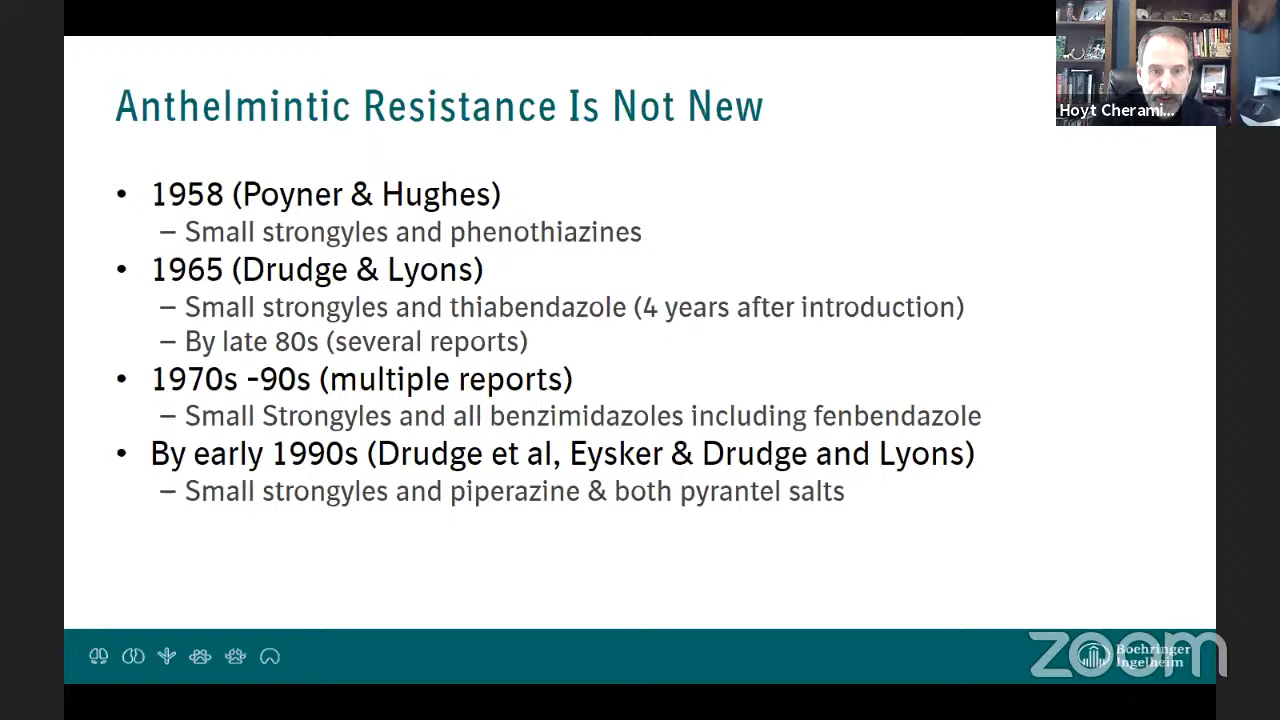 Anthelmintic Resistance Is Not New
Hoyt Cherami...
• 1958 (Poyner & Hughes)
– Small strongyles and phenothiazines
• 1965 (Drudge & Lyons)
– Small strongyles and thiabendazole (4 years after introduction)
– By late 80s (several reports)
• 1970s -90s (multiple reports)
– Small Strongyles and all benzimidazoles including fenbendazole
• By early 1990s (Drudge et al, Eysker & Drudge and Lyons)
– Small strongyles and piperazine & both pyrantel salts
zoom
Boehringer
Ingelheim